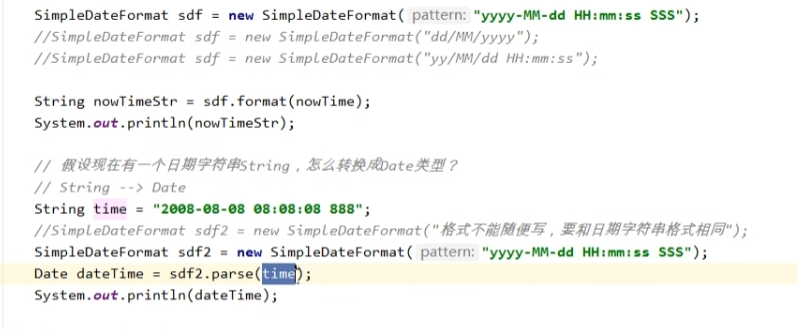 SimpleDateFormat sdf = new SimpleDateFormat( pattern: "yyyy-MM-dd HH:mm:ss SSS");
//SimpleDateFormat sdf = new SimpleDateFormat("dd/MM/yyyy");
//SimpleDateFormat sdf = new SimpleDateFormat("yy/MM/dd HH:mm:ss");
String nowTimeStr = sdf.format(nowTime);
System.out.println(nowTimeStr);
// 假设现在有一个日期字符串String，怎么转换成Date类型？
// String --> Date
String time = "2008-08-08 08:08:08 888";
//SimpleDateFormat sdf2 = new SimpleDateFormat("格式不能随便写，要和日期字符串格式相同");
SimpleDateFormat sdf2 = new SimpleDateFormat( pattern: "yyyy-MM-dd HH:mm:ss SSS");
Date dateTime = sdf2.parse(time);
System.out.println(dateTime);